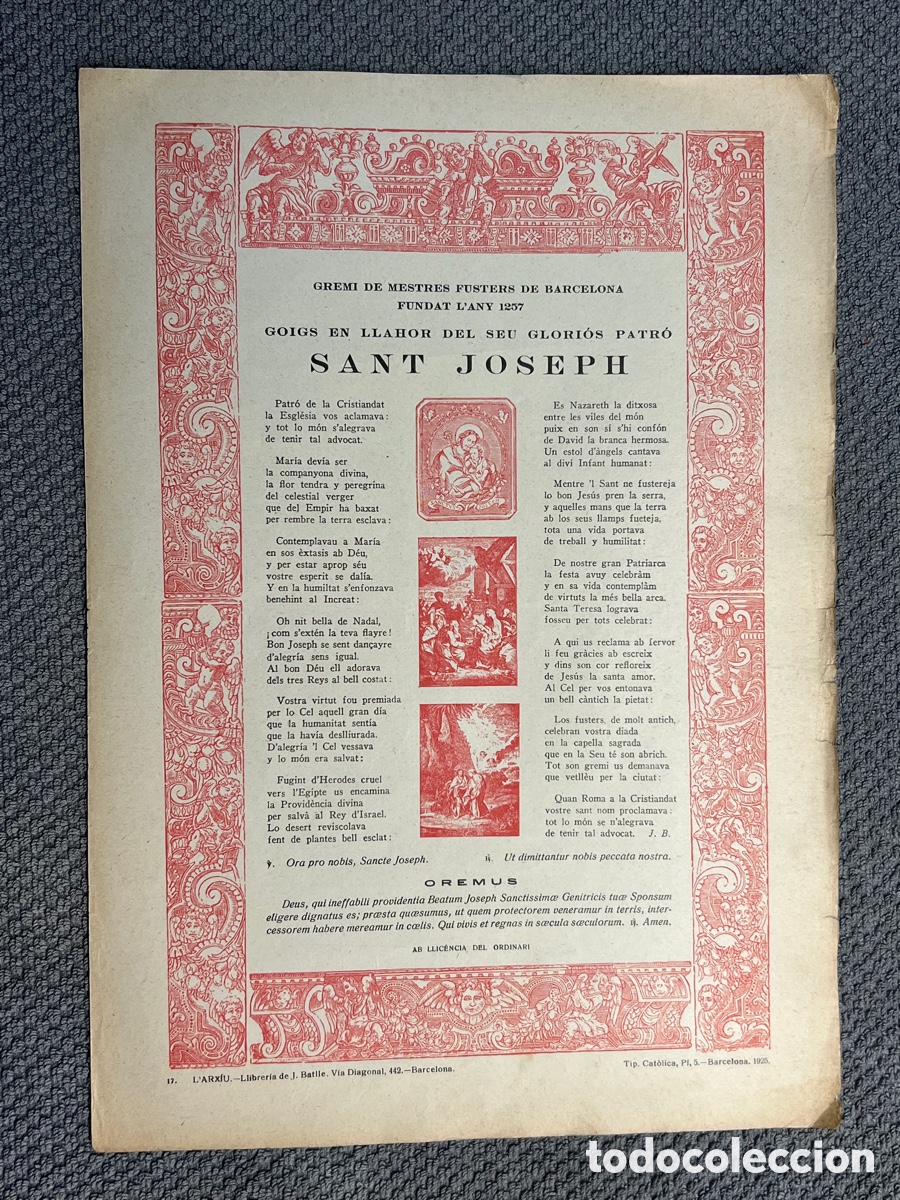 GREMI DE MESTRES FUSTERS DE BARCELONA
FUNDAT L'ANY 1257
GOIGS EN LLAHOR DEL SEU GLORIÓS PATRÓ
SANT JOSEPH
Patró de la Cristiandat
la Església vos aclamava:
y tot lo món s'alegrava
de tenir tal advocat.
María devía ser
la companyona divina,
la flor tendra y peregrina
del celestial verger
que del Empir ha baxat
per rembre la terra esclava:
Contemplavau a María
en sos èxtasis ab Déu,
y per estar aprop séu
vostre esperit se dalía.
Y en la humiltat s'enfonzava
benehint al Increat:
Oh nit bella de Nadal,
¡com s'extén la teva flayre!
Bon Joseph se sent dançayre
d'alegría sens igual.
Al bon Déu ell adorava
dels tres Reys al bell costat:
Vostra virtut fou premiada
per lo Cel aquell gran día
que la humanitat sentía
que la havía deslliurada.
D'alegría 'l Cel vessava
y lo món era salvat:
Fugint d'Herodes cruel
vers l'Egipte us encamina
la Providència divina
per salvà al Rey d'Israel.
Lo desert reviscolava
fent de plantes bell esclat:
Es Nazareth la ditxosa
entre les viles del món
puix en son sí s'hi confón
de David la branca hermosa.
Un estol d'àngels cantava
al diví Infant humanat:
Mentre 'l Sant ne fustereja
lo bon Jesús pren la serra,
y aquelles mans que la terra
ab los seus llamps fueteja,
tota una vida portava
de treball y humilitat:
De nostre gran Patriarca
la festa avuy celebràm
y en sa vida contemplàm
de virtuts la més bella arca.
Santa Teresa lograva
fosseu per tots celebrat:
A qui us reclama ab fervor
li feu gràcies ab escreix
y dins son cor refloreix
de Jesús la santa amor.
Al Cel per vos entonava
un bell càntich la pietat:
Los fusters, de molt antich,
celebran vostra diada
en la capella sagrada
que en la Seu té son abrich.
Tot son gremi us demanava
que vetllèu per la ciutat:
Quan Roma a la Cristiandat
vostre sant nom proclamava:
tot lo món se n'alegrava
de tenir tal advocat. J. B.
℣. Ora pro nobis, Sancte Joseph. ℟. Ut dimittantur nobis peccata nostra.
OREMUS
Deus, qui ineffabili providentia Beatum Joseph Sanctissimæ Genitricis tuæ Sponsum
eligere dignatus es; præsta quæsumus, ut quem protectorem veneramur in terris, inter-
cessorem habere mereamur in cœlis. Qui vivis et regnas in sæcula sæculorum. ℟. Amen.
AB LLICÈNCIA DEL ORDINARI
17. L'ARXÍU.—Llibrería de J. Batlle. Vía Diagonal, 442.—Barcelona.
Tip. Catòlica, Pí, 5.—Barcelona. 1925.
todocoleccion